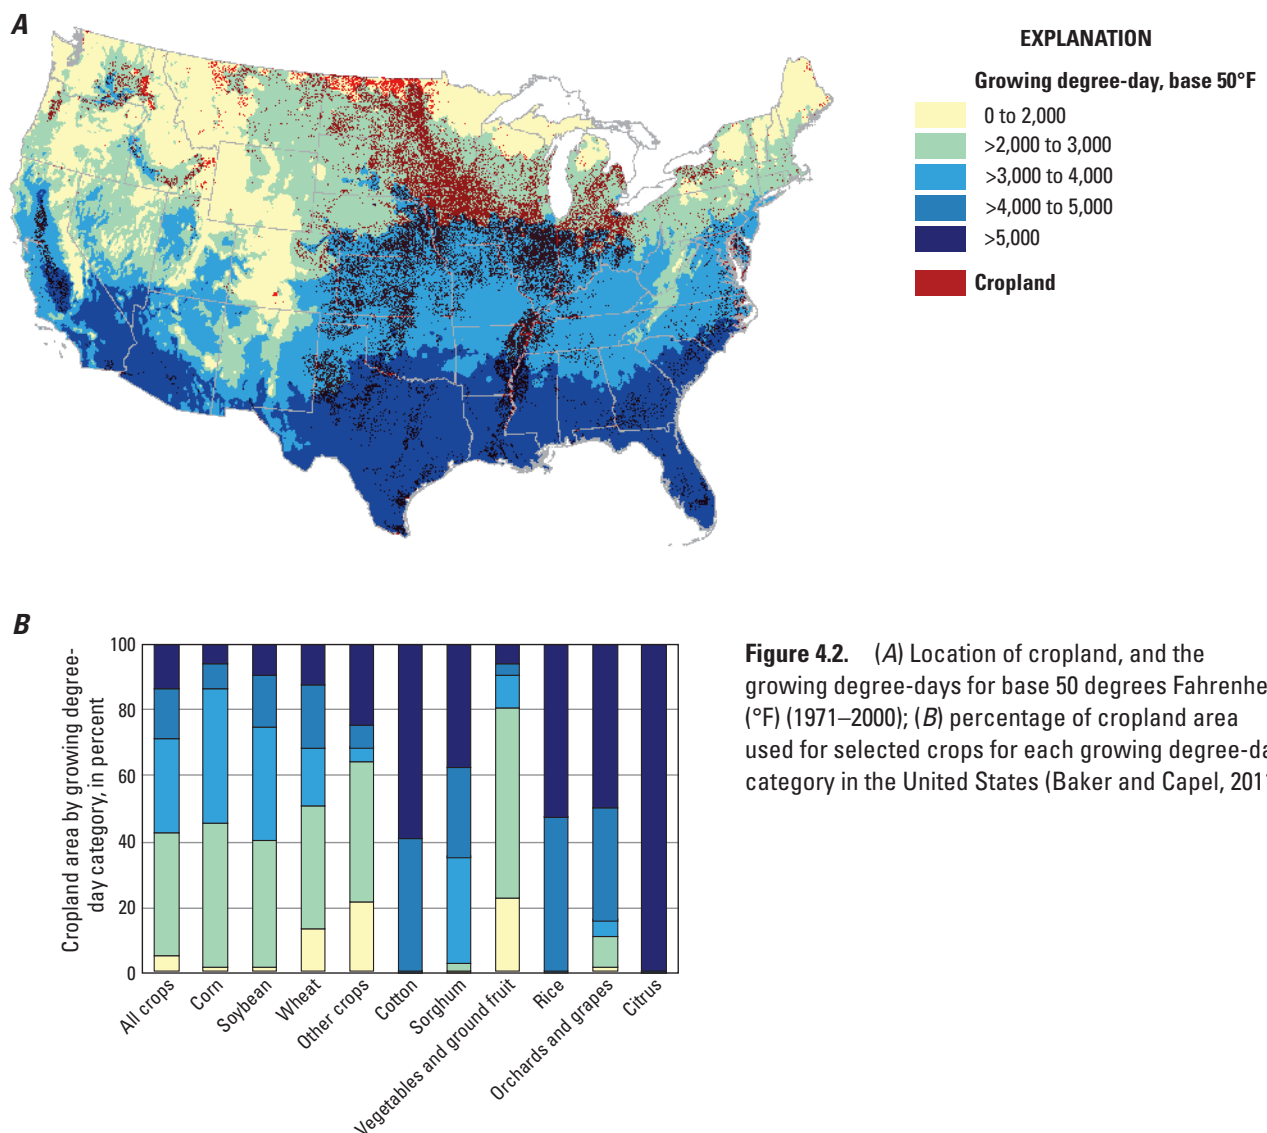 A
EXPLANATION
Growing degree-day, base 50°F
0 to 2,000
>2,000 to 3,000
>3,000 to 4,000
>4,000 to 5,000
>5,000
Cropland
B
Cropland area by growing degree-
day category, in percent
100
80
60
40
20
0
All crops
Corn
Soybean
Wheat
Other crops
Cotton
Sorghum
Vegetables and ground fruit
Rice
Orchards and grapes
Citrus
Figure 4.2. (A) Location of cropland, and the
growing degree-days for base 50 degrees Fahrenhe
(°F) (1971–2000); (B) percentage of cropland area
used for selected crops for each growing degree-da
category in the United States (Baker and Capel, 201